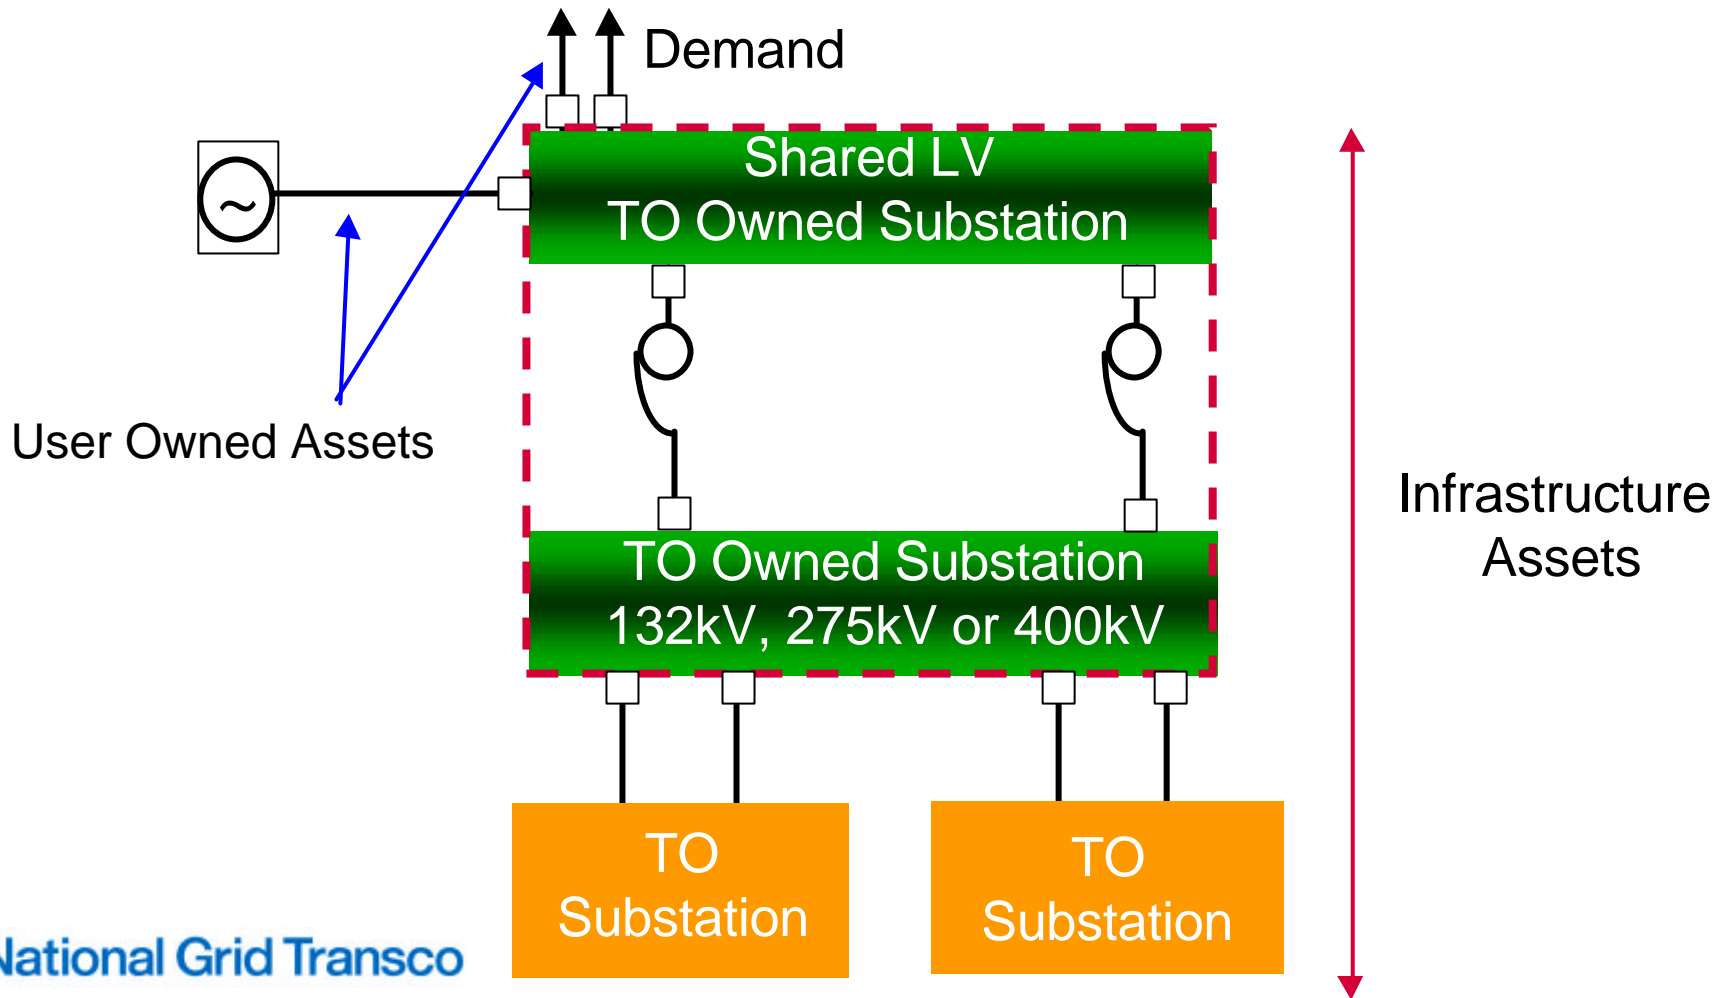 Demand
Shared LV
TO Owned Substation
~
User Owned Assets
Infrastructure
Assets
TO Owned Substation
132kV, 275kV or 400kV
TO
Substation
TO
Substation
National Grid Transco